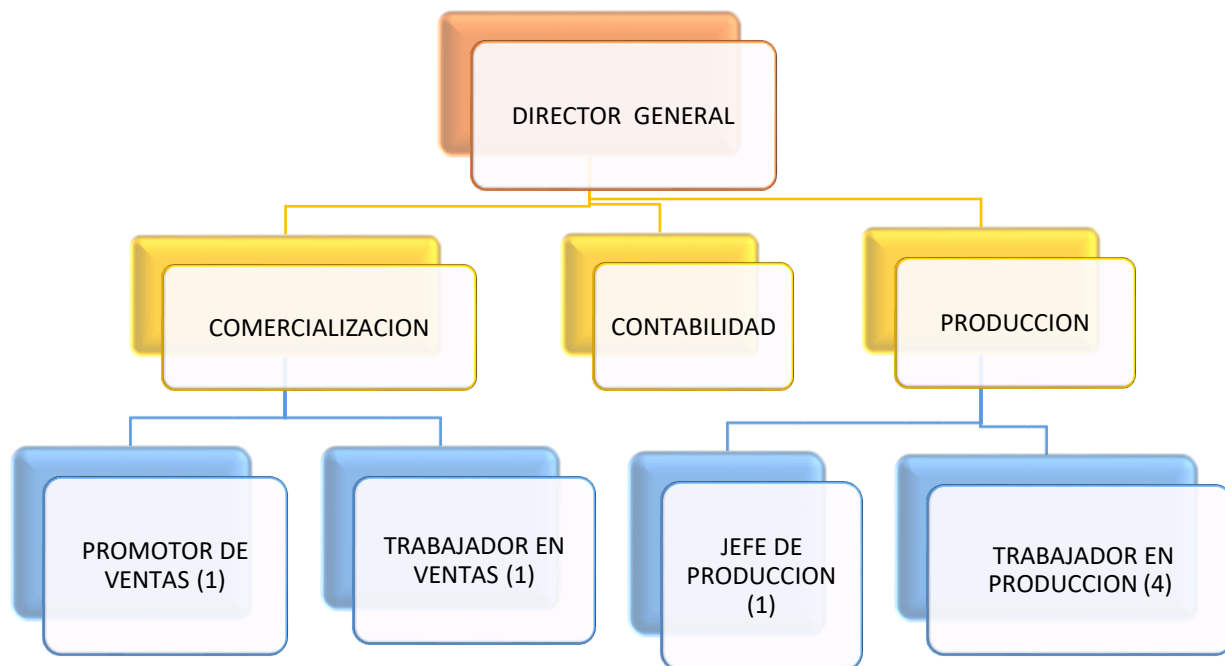 DIRECTOR GENERAL
COMERCIALIZACION
CONTABILIDAD
PRODUCCION
PROMOTOR DE
VENTAS (1)
TRABAJADOR EN
VENTAS (1)
JEFE DE
PRODUCCION
(1)
TRABAJADOR EN
PRODUCCION (4)